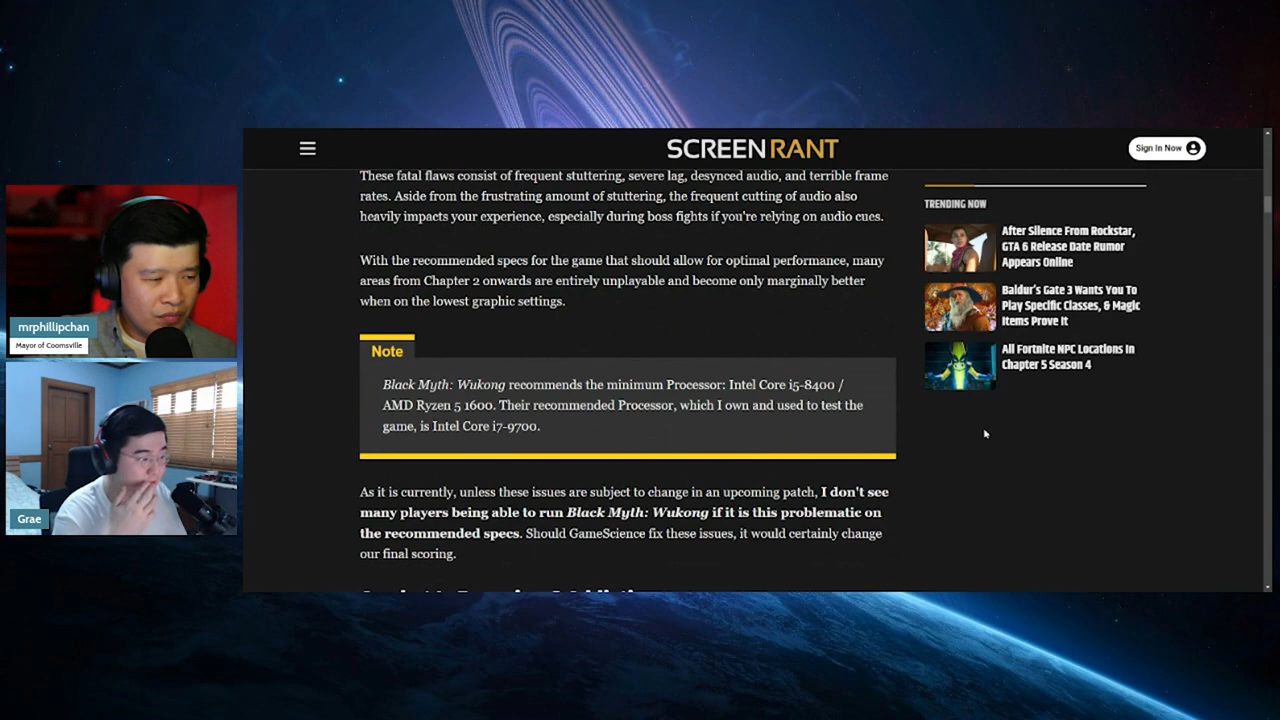 SCREENRANT
Sign In Now
These fatal flaws consist of frequent stuttering, severe lag, desynced audio, and terrible frame
rates. Aside from the frustrating amount of stuttering, the frequent cutting of audio also
heavily impacts your experience, especially during boss fights if you're relying on audio cues.
With the recommended specs for the game that should allow for optimal performance, many
areas from Chapter 2 onwards are entirely unplayable and become only marginally better
when on the lowest graphic settings.
Note
Black Myth: Wukong recommends the minimum Processor: Intel Core i5-8400 /
AMD Ryzen 5 1600. Their recommended Processor, which I own and used to test the
game, is Intel Core i7-9700.
As it is currently, unless these issues are subject to change in an upcoming patch, I don't see
many players being able to run Black Myth: Wukong if it is this problematic on
the recommended specs. Should GameScience fix these issues, it would certainly change
our final scoring.
TRENDING NOW
After Silence From Rockstar,
GTA 6 Release Date Rumor
Appears Online
Baldur's Gate 3 Wants You To
Play Specific Classes, & Magic
Items Prove It
All Fortnite NPC Locations In
Chapter 5 Season 4
mrphillipchan
Mayor of Coomsville
Grae